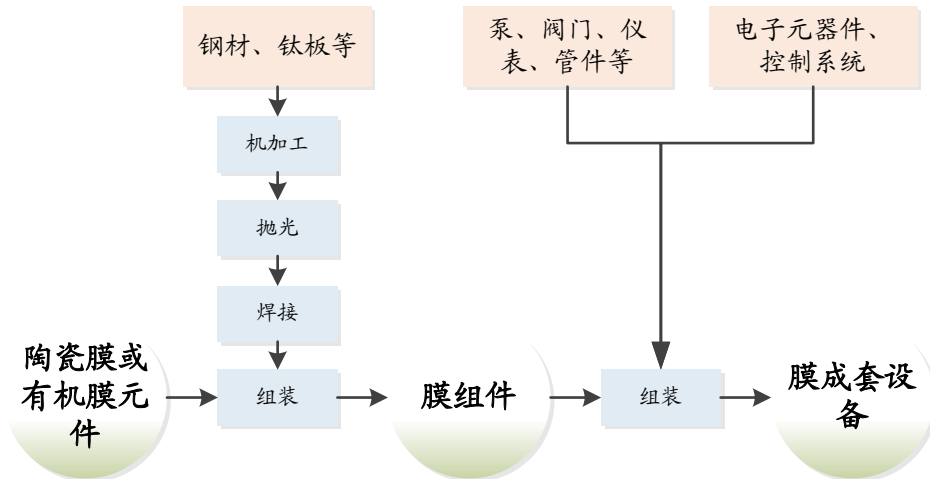 钢材、钛板等
泵、阀门、仪
表、管件等
电子元器件、
控制系统
机加工
抛光
焊接
陶瓷膜或
有机膜元
件
组装
膜组件
组装
膜成套设
备